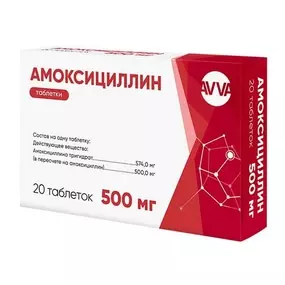 АМОКСИЦИЛЛИН
таблетки
AVVA
Состав на одну таблетку:
Действующее вещество:
Амоксициллина тригидрат 574,0 мг
(в пересчете на амоксициллин) 500,0 мг
20 таблеток 500 мг
АМОКСИЦИЛЛИН
20 ТАБЛЕТОК 500 МГ